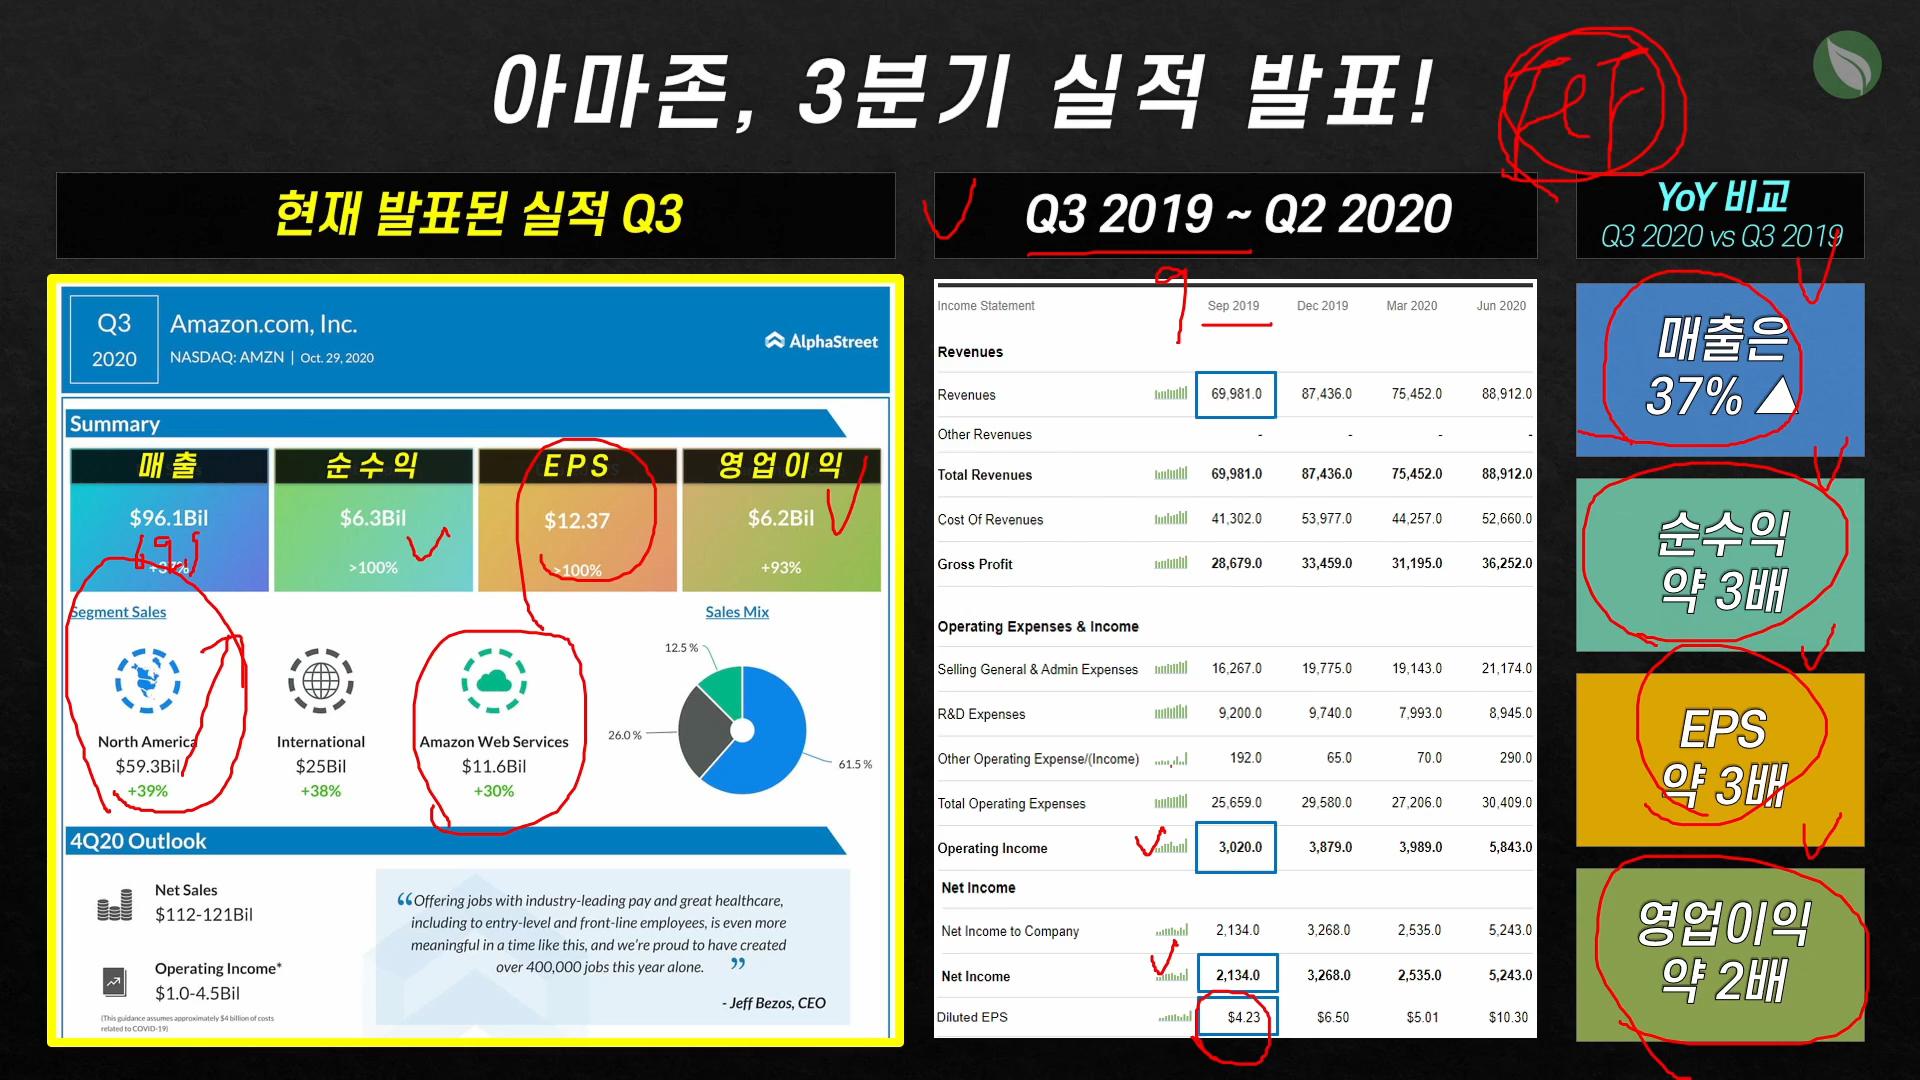 아마존, 3분기 실적 발표!
현재 발표된 실적 Q3
Q3 2019 ~ Q2 2020
YoY 비교
Q3 2020 vs Q3 2019
Q3
2020
Amazon.com, Inc.
NASDAQ: AMZN | Oct. 29, 2020
AlphaStreet
Summary
매출 순수익 EPS 영업이익
$96.1Bil $6.3Bil $12.37 $6.2Bil
+37% >100% >100% +93%
Segment Sales
Sales Mix
North America International Amazon Web Services
$59.3Bil $25Bil $11.6Bil
+39% +38% +30%
12.5 %
26.0 %
61.5 %
4Q20 Outlook
Net Sales
$112-121Bil
Operating Income*
$1.0-4.5Bil
(This guidance assumes approximately $4 billion of costs
related to COVID-19)
“Offering jobs with industry-leading pay and great healthcare,
including to entry-level and front-line employees, is even more
meaningful in a time like this, and we're proud to have created
over 400,000 jobs this year alone. ”
- Jeff Bezos, CEO
Income Statement Sep 2019 Dec 2019 Mar 2020 Jun 2020
Revenues
Revenues 69,981.0 87,436.0 75,452.0 88,912.0
Other Revenues - - - -
Total Revenues 69,981.0 87,436.0 75,452.0 88,912.0
Cost Of Revenues 41,302.0 53,977.0 44,257.0 52,660.0
Gross Profit 28,679.0 33,459.0 31,195.0 36,252.0
Operating Expenses & Income
Selling General & Admin Expenses 16,267.0 19,775.0 19,143.0 21,174.0
R&D Expenses 9,200.0 9,740.0 7,993.0 8,945.0
Other Operating Expense/(Income) 192.0 65.0 70.0 290.0
Total Operating Expenses 25,659.0 29,580.0 27,206.0 30,409.0
Operating Income 3,020.0 3,879.0 3,989.0 5,843.0
Net Income
Net Income to Company 2,134.0 3,268.0 2,535.0 5,243.0
Net Income 2,134.0 3,268.0 2,535.0 5,243.0
Diluted EPS $4.23 $6.50 $5.01 $10.30
매출은
37% ▲
순수익
약 3배
EPS
약 3배
영업이익
약 2배